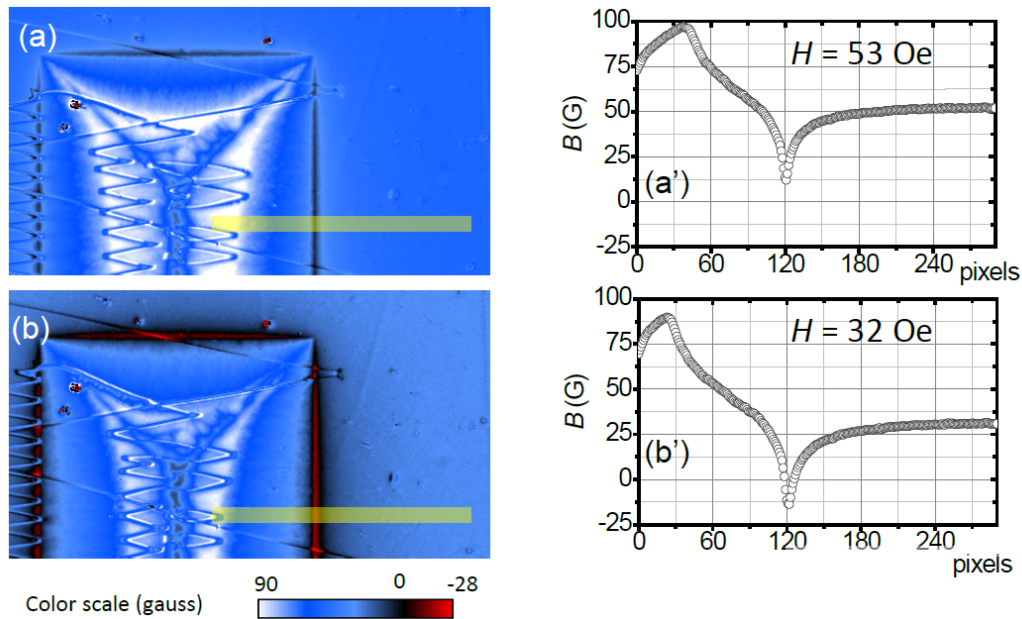 (a)
100
75
50
25
0
-25
B (G)
H = 53 Oe
(a’)
0 60 120 180 240 pixels
(b)
100
75
50
25
0
-25
B (G)
H = 32 Oe
(b’)
0 60 120 180 240
pixels
90 0 -28
Color scale (gauss)